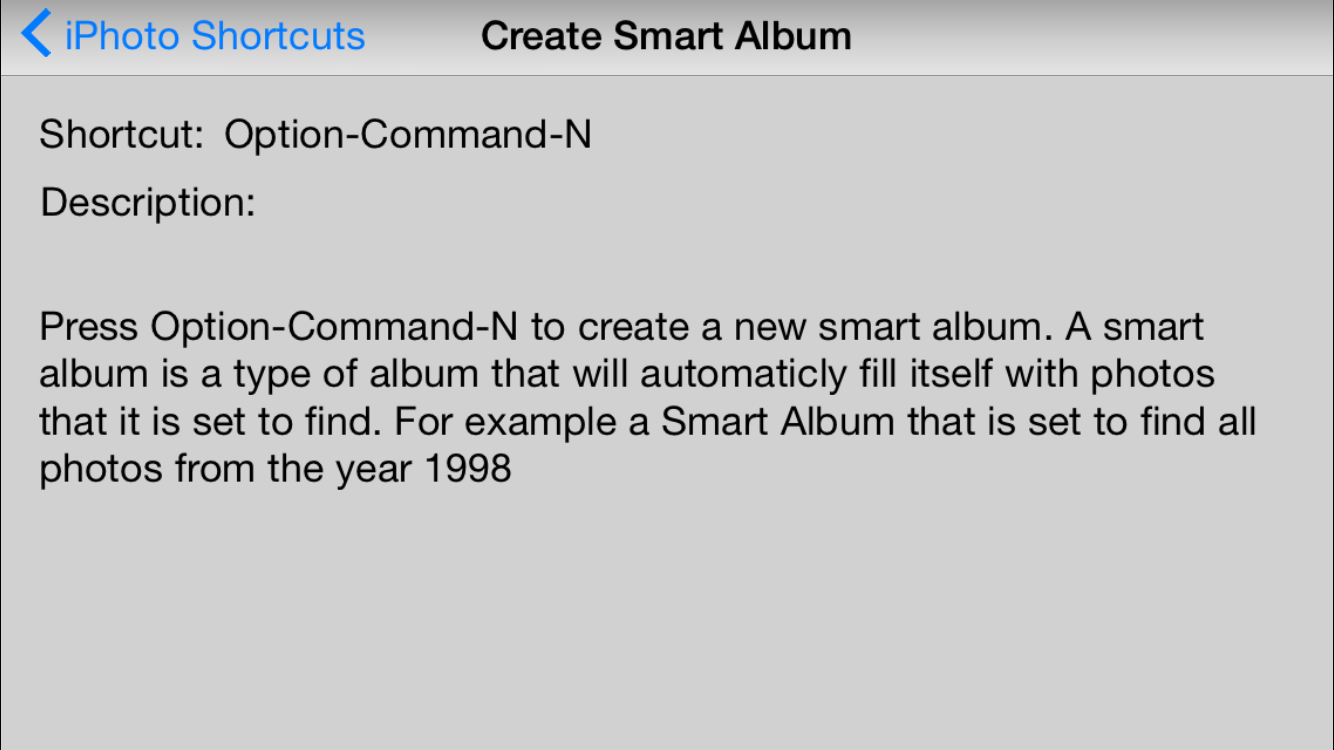 iPhoto Shortcuts Create Smart Album
Shortcut: Option-Command-N
Description:
Press Option-Command-N to create a new smart album. A smart
album is a type of album that will automaticly fill itself with photos
that it is set to find. For example a Smart Album that is set to find all
photos from the year 1998